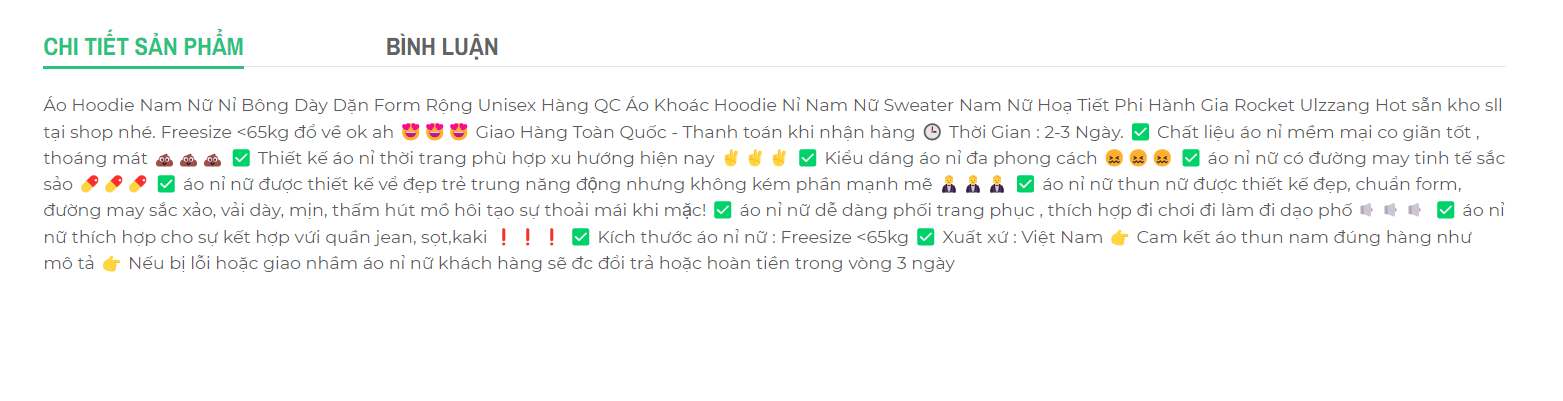 CHI TIẾT SẢN PHẨM
BÌNH LUẬN
Áo Hoodie Nam Nữ Nỉ Bông Dày Dặn Form Rộng Unisex Hàng QC Áo Khoác Hoodie Nỉ Nam Nữ Sweater Nam Nữ Hoạ Tiết Phi Hành Gia Rocket Ulzzang Hot sẵn kho sll
tại shop nhé. Freesize <65kg đổ về ok ah 😍😍😍 Giao Hàng Toàn Quốc - Thanh toán khi nhận hàng 🕒 Thời Gian : 2-3 Ngày. ✅ Chất liệu áo nỉ mềm mại co giãn tốt ,
thoáng mát 💩💩💩 ✅ Thiết kế áo nỉ thời trang phù hợp xu hướng hiện nay ✌✌✌ ✅ Kiểu dáng áo nỉ đa phong cách 😖😖😖 ✅ áo nỉ nữ có đường may tinh tế sắc
sảo 💊💊💊 ✅ áo nỉ nữ được thiết kế vể đẹp trẻ trung năng động nhưng không kém phần mạnh mẽ 🤵🤵🤵 ✅ áo nỉ nữ thun nữ được thiết kế đẹp, chuẩn form,
đường may sắc xảo, vải dày, mịn, thấm hút mồ hôi tạo sự thoải mái khi mặc! ✅ áo nỉ nữ dễ dàng phối trang phục , thích hợp đi chơi đi làm đi dạo phố 📢📢📢 ✅ áo nỉ
nữ thích hợp cho sự kết hợp vứi quần jean, sọt,kaki ❗❗❗ ✅ Kích thước áo nỉ nữ : Freesize <65kg ✅ Xuất xứ : Việt Nam 👉 Cam kết áo thun nam đúng hàng như
mô tả 👉 Nếu bị lỗi hoặc giao nhầm áo nỉ nữ khách hàng sẽ đc đổi trả hoặc hoàn tiền trong vòng 3 ngày